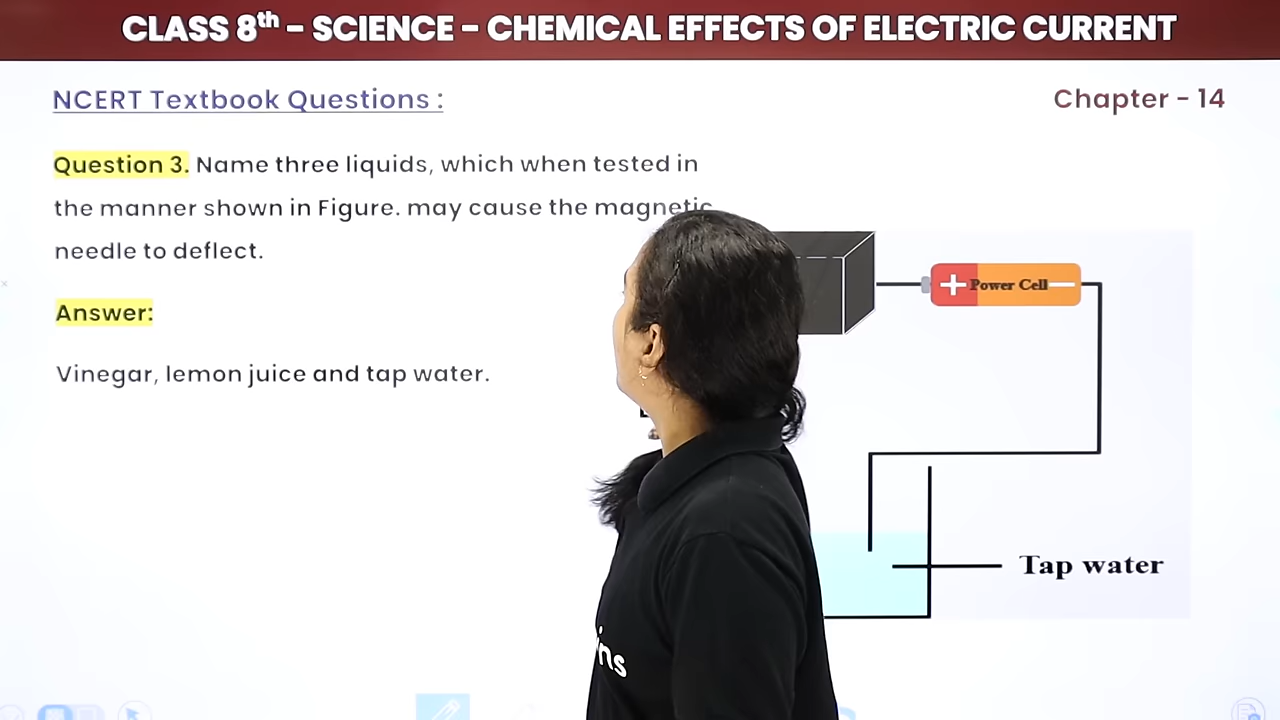 CLASS 8th - SCIENCE - CHEMICAL EFFECTS OF ELECTRIC CURRENT
NCERT Textbook Questions :
Chapter - 14
Question 3. Name three liquids, which when tested in
the manner shown in Figure. may cause the magnetic
needle to deflect.
Answer:
Vinegar, lemon juice and tap water.
+ Power Cell −
Tap water